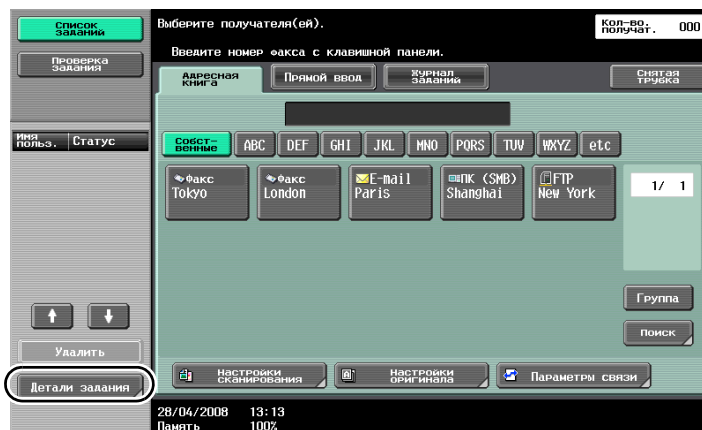 Список
заданий
Проверка
задания
Имя
польз.
Статус
Удалить
Детали задания
Выберите получателя(ей).
Кол-во.
получат.
000
Введите номер факса с клавишной панели.
Адресная
книга
Прямой ввод
Журнал
заданий
Снятая
трубка
Собст-
венные
ABC
DEF
GHI
JKL
MNO
PQRS
TUV
WXYZ
etc
Факс
Tokyo
Факс
London
E-mail
Paris
ПК (SMB)
Shanghai
FTP
New York
1/ 1
Группа
Поиск
Настройки
сканирования
Настройки
оригинала
Параметры связи
28/04/2008 13:13
Память 100%